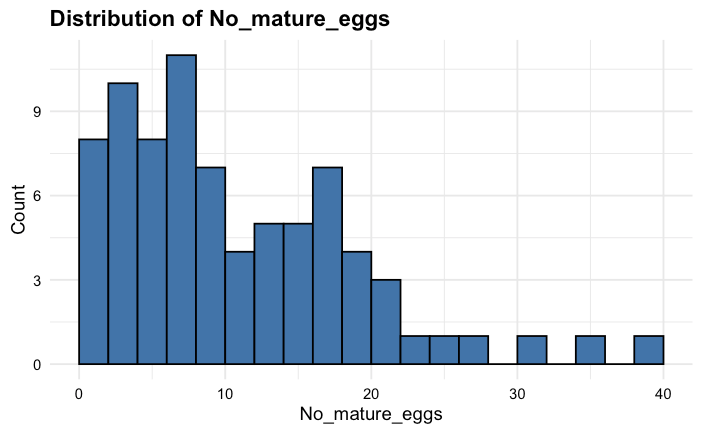 Distribution of No_mature_eggs
Count
9
6
3
0
0 10 20 30 40
No_mature_eggs